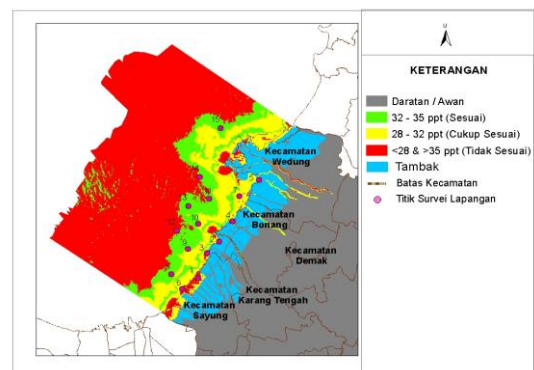 U
KETERANGAN
Daratan / Awan
32 - 35 ppt (Sesuai)
28 - 32 ppt (Cukup Sesuai)
<28 & >35 ppt (Tidak Sesuai)
Tambak
Batas Kecamatan
Titik Survei Lapangan
Kecamatan
Wedung
Kecamatan
Bonang
Kecamatan
Demak
Kecamatan
Karang Tengah
Kecamatan
Sayung